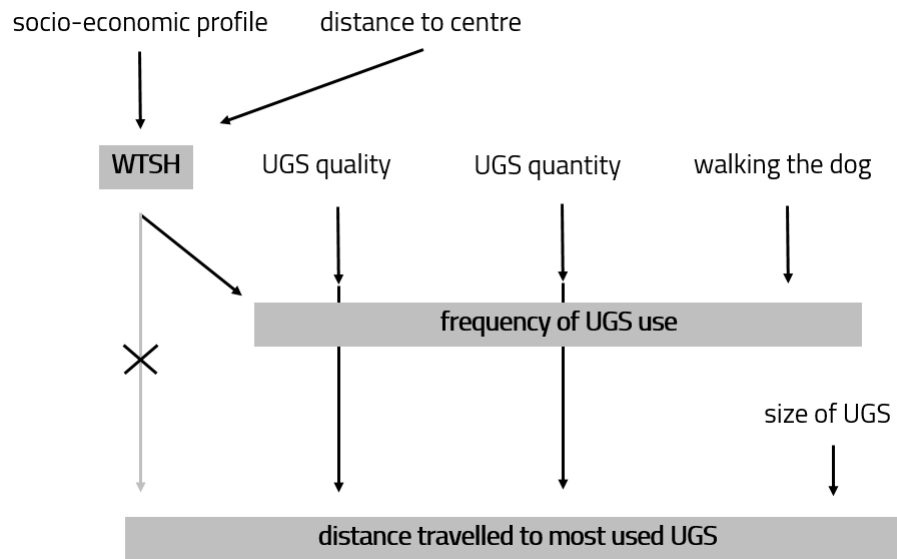 socio-economic profile
distance to centre
WTSH
UGS quality
UGS quantity
walking the dog
frequency of UGS use
size of UGS
distance travelled to most used UGS